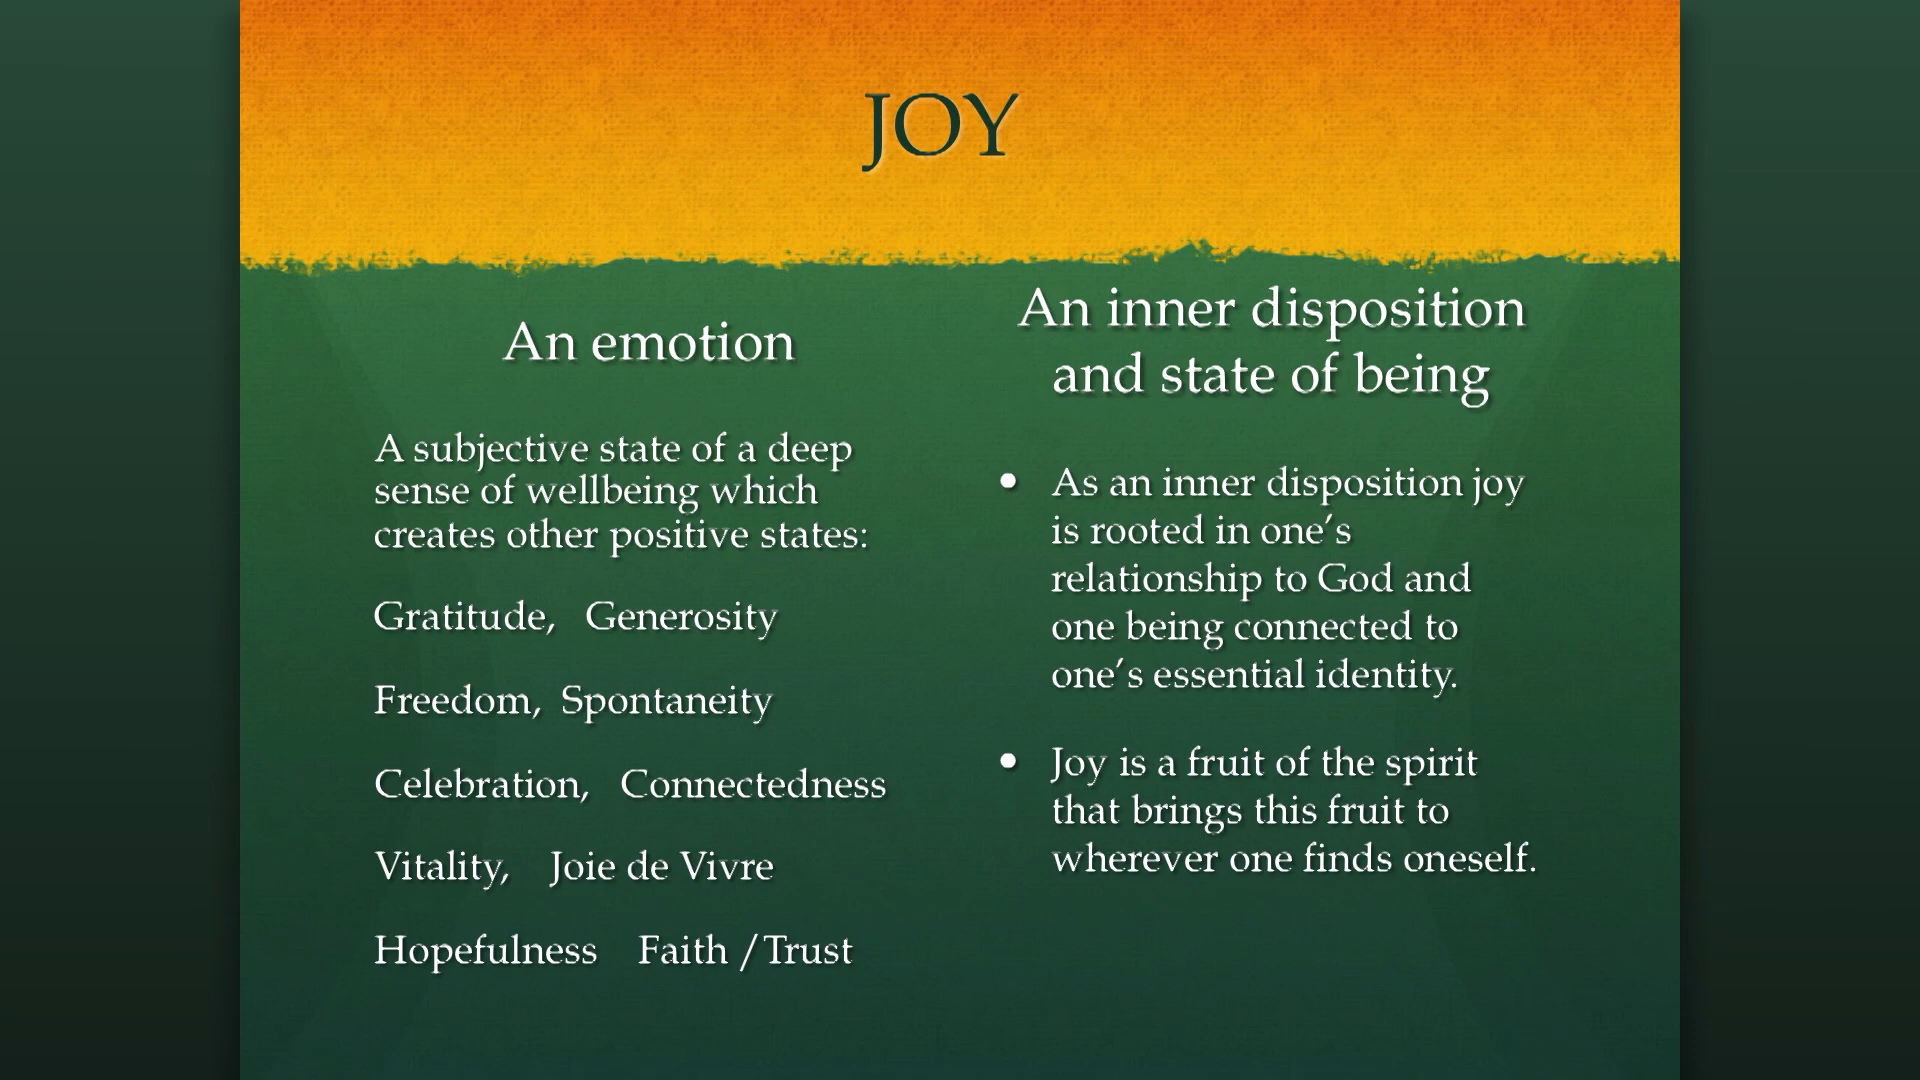 JOY
An emotion
A subjective state of a deep
sense of wellbeing which
creates other positive states:
Gratitude, Generosity
Freedom, Spontaneity
Celebration, Connectedness
Vitality, Joie de Vivre
Hopefulness Faith /Trust
An inner disposition
and state of being
• As an inner disposition joy
is rooted in one’s
relationship to God and
one being connected to
one’s essential identity.
• Joy is a fruit of the spirit
that brings this fruit to
wherever one finds oneself.